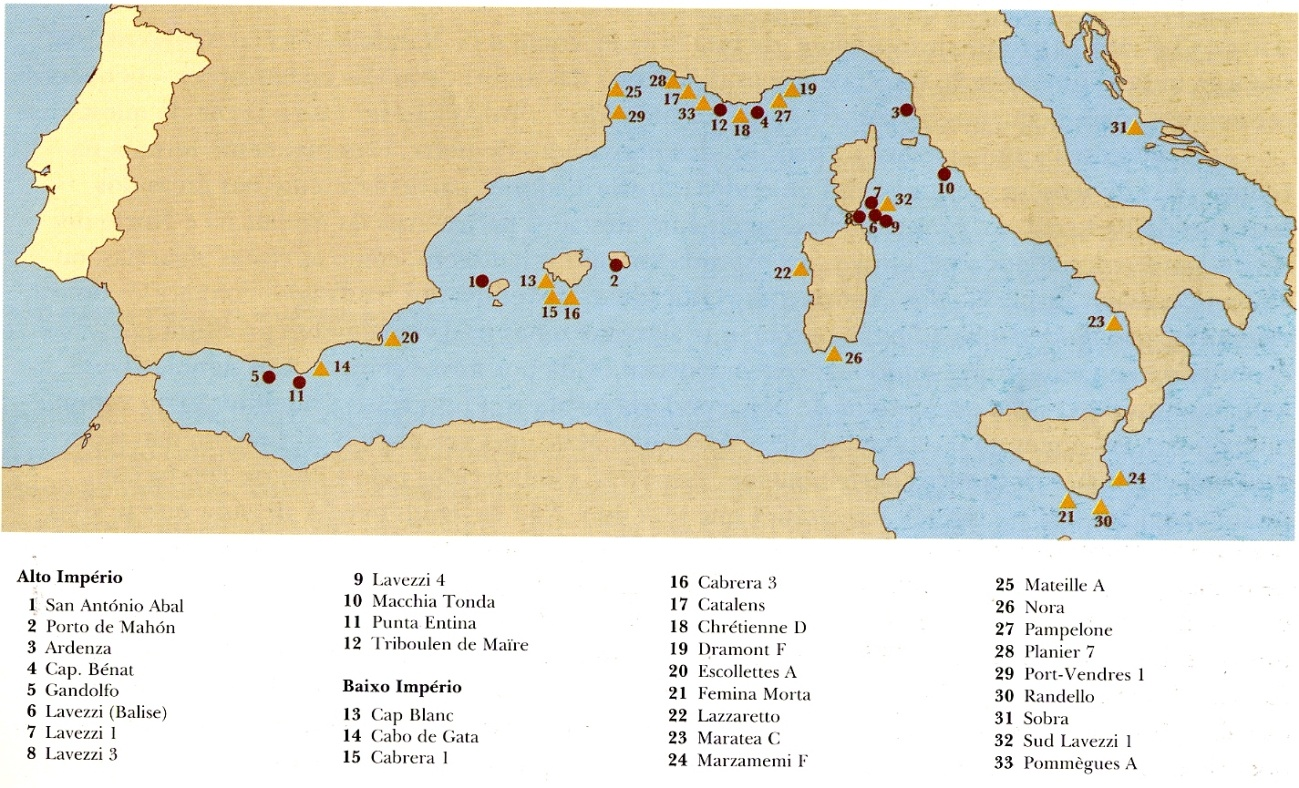 28
25
17
19
33
29
12
18
4
27
3
31
10
7
32
8
6
9
1
13
2
22
15
16
20
23
5
14
26
11
24
21
30
Alto Império
1 San António Abal
2 Porto de Mahón
3 Ardenza
4 Cap. Bénat
5 Gandolfo
6 Lavezzi (Balise)
7 Lavezzi 1
8 Lavezzi 3
9 Lavezzi 4
10 Macchia Tonda
11 Punta Entina
12 Triboulen de Maïre
Baixo Império
13 Cap Blanc
14 Cabo de Gata
15 Cabrera 1
16 Cabrera 3
17 Catalens
18 Chrétienne D
19 Dramont F
20 Escollettes A
21 Femina Morta
22 Lazzaretto
23 Maratea C
24 Marzamemi F
25 Mateille A
26 Nora
27 Pampelone
28 Planier 7
29 Port-Vendres 1
30 Randello
31 Sobra
32 Sud Lavezzi 1
33 Pommègues A